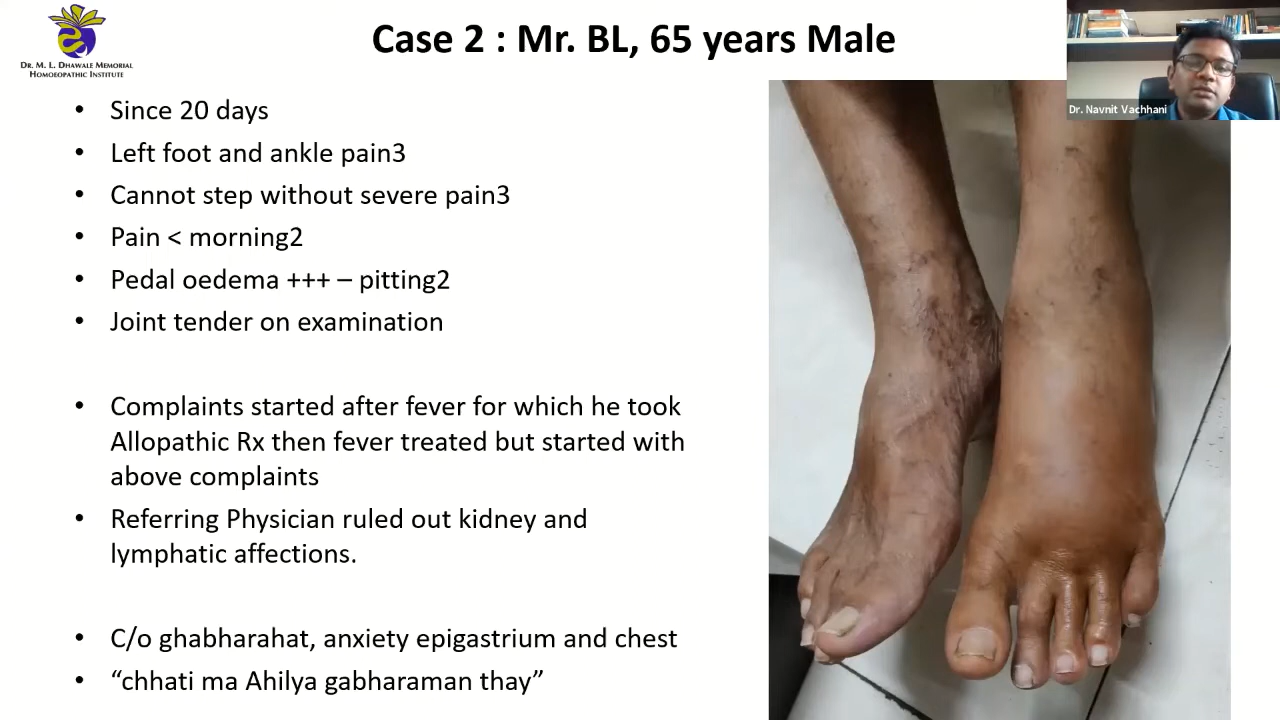 DR. M. L. DHAWALE MEMORIAL
HOMOEOPATHIC INSTITUTE
Case 2 : Mr. BL, 65 years Male
Dr. Navnit Vachhani
• Since 20 days
• Left foot and ankle pain3
• Cannot step without severe pain3
• Pain < morning2
• Pedal oedema +++ – pitting2
• Joint tender on examination
• Complaints started after fever for which he took
Allopathic Rx then fever treated but started with
above complaints
• Referring Physician ruled out kidney and
lymphatic affections.
• C/o ghabharahat, anxiety epigastrium and chest
• “chhati ma Ahilya gabharaman thay”